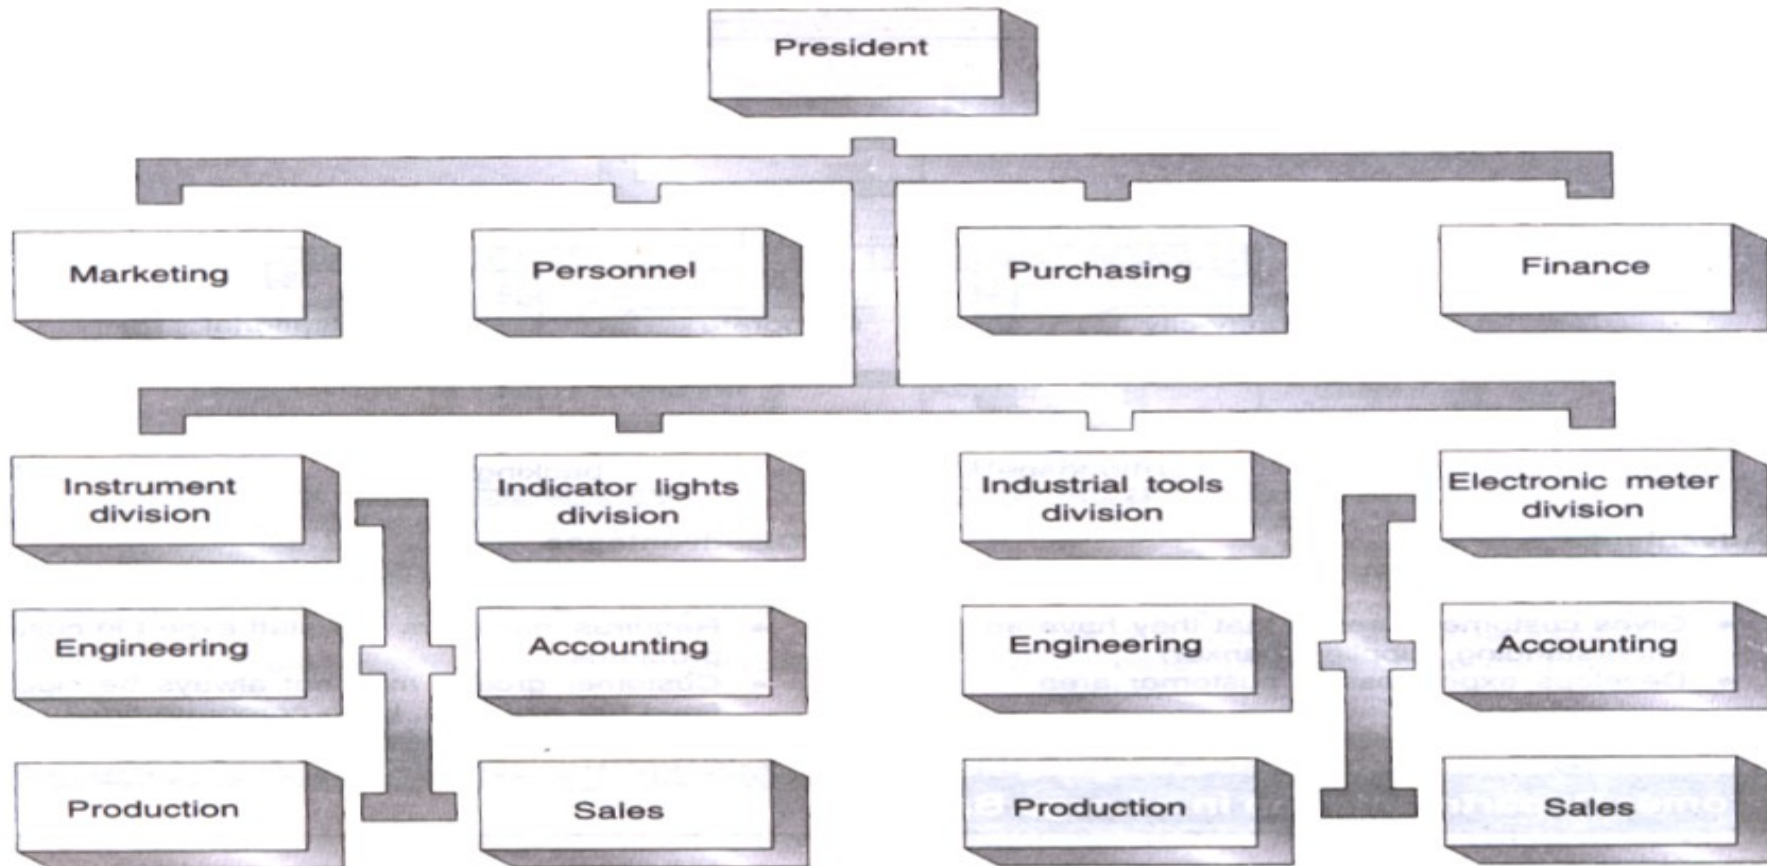 President
Marketing
Personnel
Purchasing
Finance
Instrument
division
Indicator lights
division
Industrial tools
division
Electronic meter
division
Engineering
Accounting
Engineering
Accounting
Production
Sales
Production
Sales